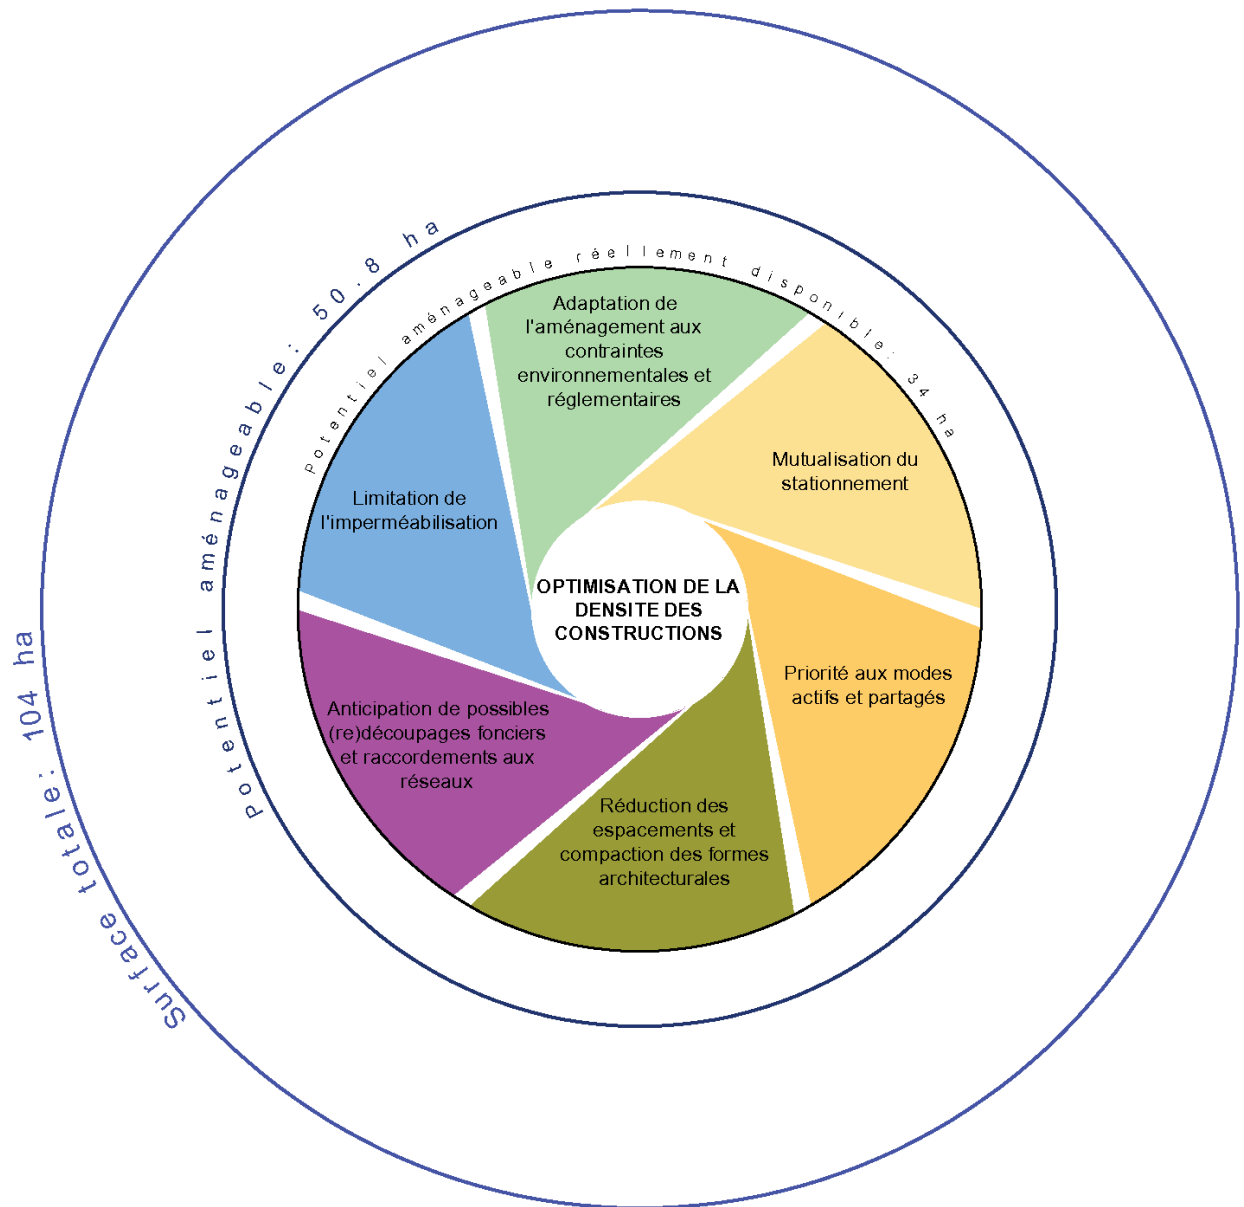 Surface totale: 104 ha
Potentiel aménageable: 50.8 ha
Potentiel aménageable réellement disponible: 34 ha
Adaptation de
l'aménagement aux
contraintes
environnementales et
réglementaires
Mutualisation du
stationnement
Limitation de
l'imperméabilisation
OPTIMISATION DE LA
DENSITE DES
CONSTRUCTIONS
Priorité aux modes
actifs et partagés
Anticipation de possibles
(re)découpages fonciers
et raccordements aux
réseaux
Réduction des
espacements et
compaction des formes
architecturales